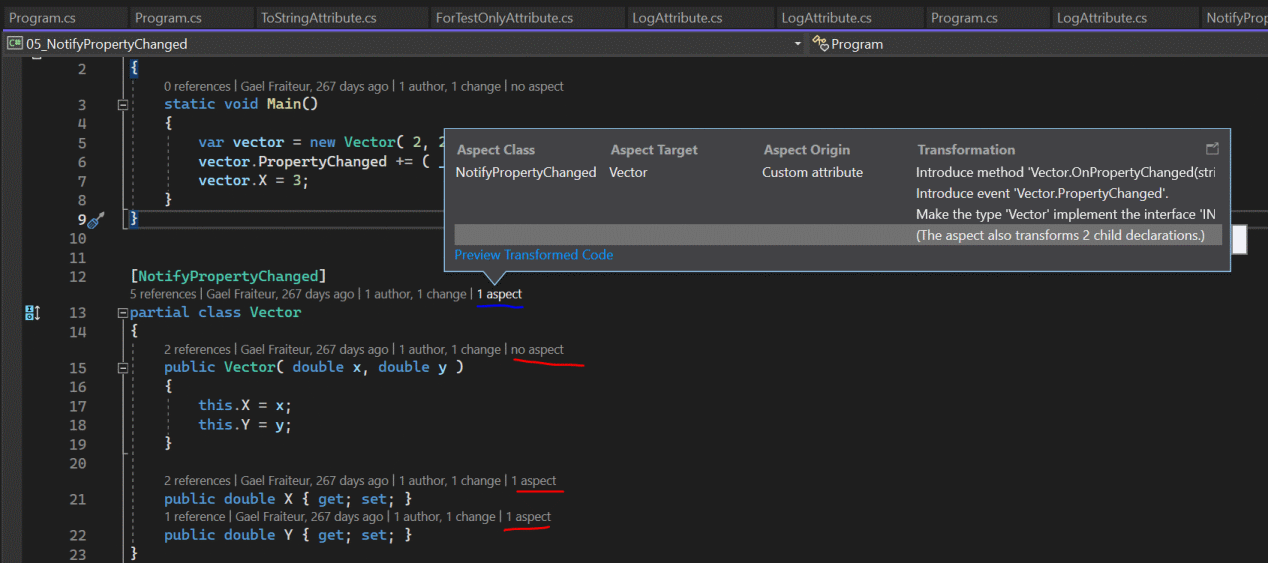 Program.cs Program.cs ToStringAttribute.cs ForTestOnlyAttribute.cs LogAttribute.cs LogAttribute.cs Program.cs LogAttribute.cs NotifyProp
C# 05_NotifyPropertyChanged Program
2 {
0 references | Gael Fraiteur, 267 days ago | 1 author, 1 change | no aspect
3 static void Main()
4 {
5 var vector = new Vector( 2, 2
6 vector.PropertyChanged += ( _
7 vector.X = 3;
8 }
9 }
10
11
Aspect Class Aspect Target Aspect Origin Transformation
NotifyPropertyChanged Vector Custom attribute Introduce method 'Vector.OnPropertyChanged(stri
Introduce event 'Vector.PropertyChanged'.
Make the type 'Vector' implement the interface 'IN
(The aspect also transforms 2 child declarations.)
Preview Transformed Code
12 [NotifyPropertyChanged]
5 references | Gael Fraiteur, 267 days ago | 1 author, 1 change | 1 aspect
13 partial class Vector
14 {
2 references | Gael Fraiteur, 267 days ago | 1 author, 1 change | no aspect
15 public Vector( double x, double y )
16 {
17 this.X = x;
18 this.Y = y;
19 }
20
2 references | Gael Fraiteur, 267 days ago | 1 author, 1 change | 1 aspect
21 public double X { get; set; }
1 reference | Gael Fraiteur, 267 days ago | 1 author, 1 change | 1 aspect
22 public double Y { get; set; }
23 }